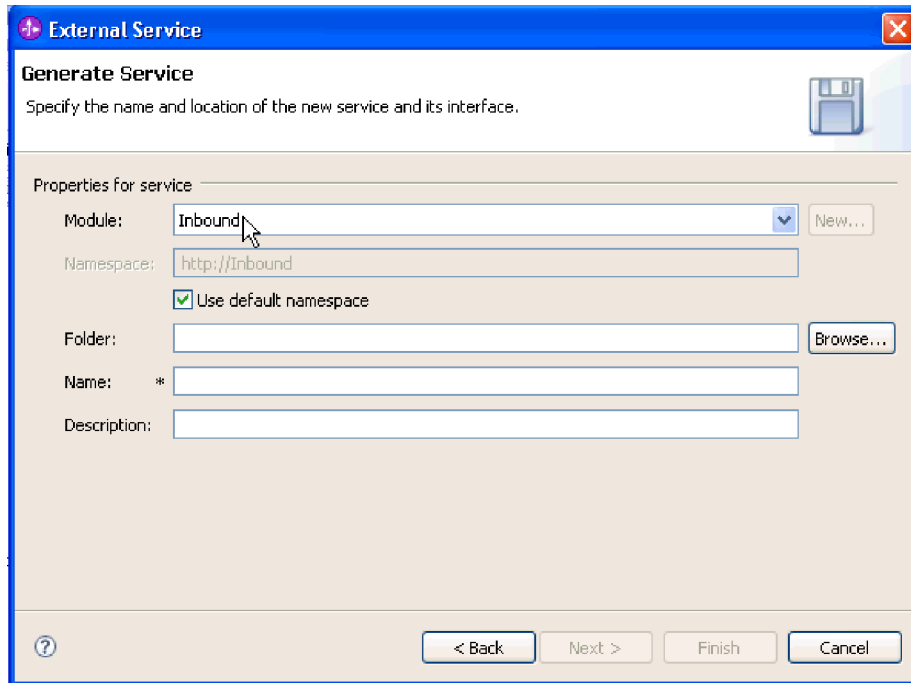 External Service
Generate Service
Specify the name and location of the new service and its interface.
Properties for service
Module: Inbound New...
Namespace: http://Inbound
Use default namespace
Folder: Browse...
Name: *
Description:
? < Back Next > Finish Cancel